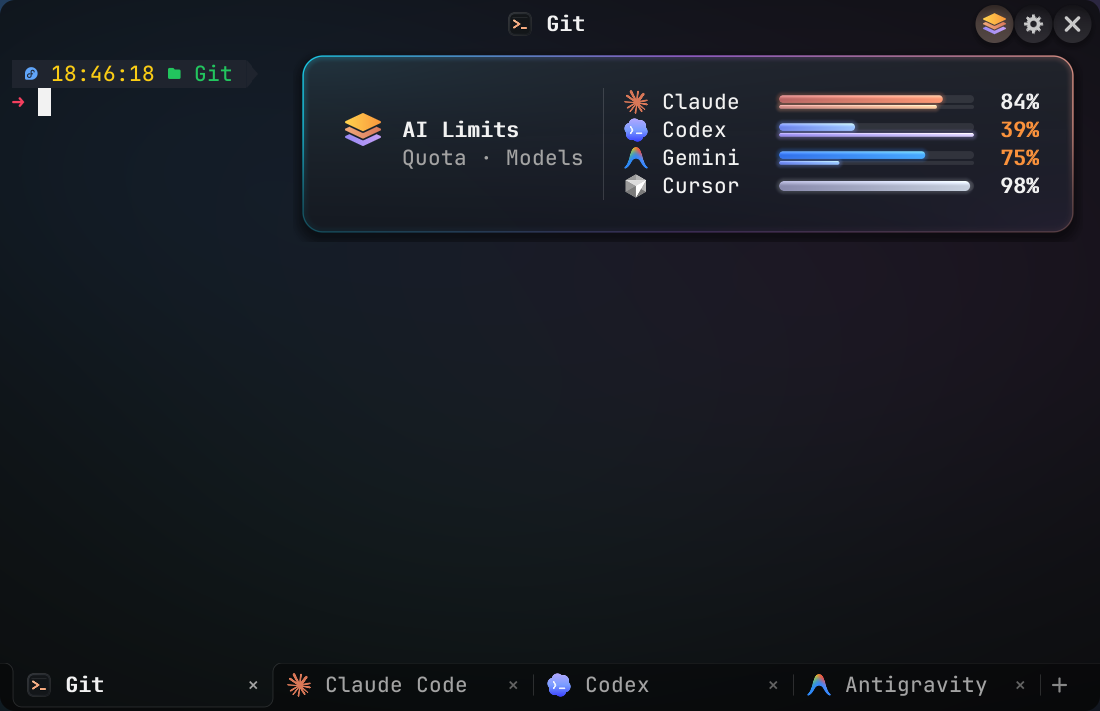 Git
18:46:18 Git
AI Limits
Quota · Models
Claude 84%
Codex 39%
Gemini 75%
Cursor 98%
Git × Claude Code × Codex × Antigravity × +